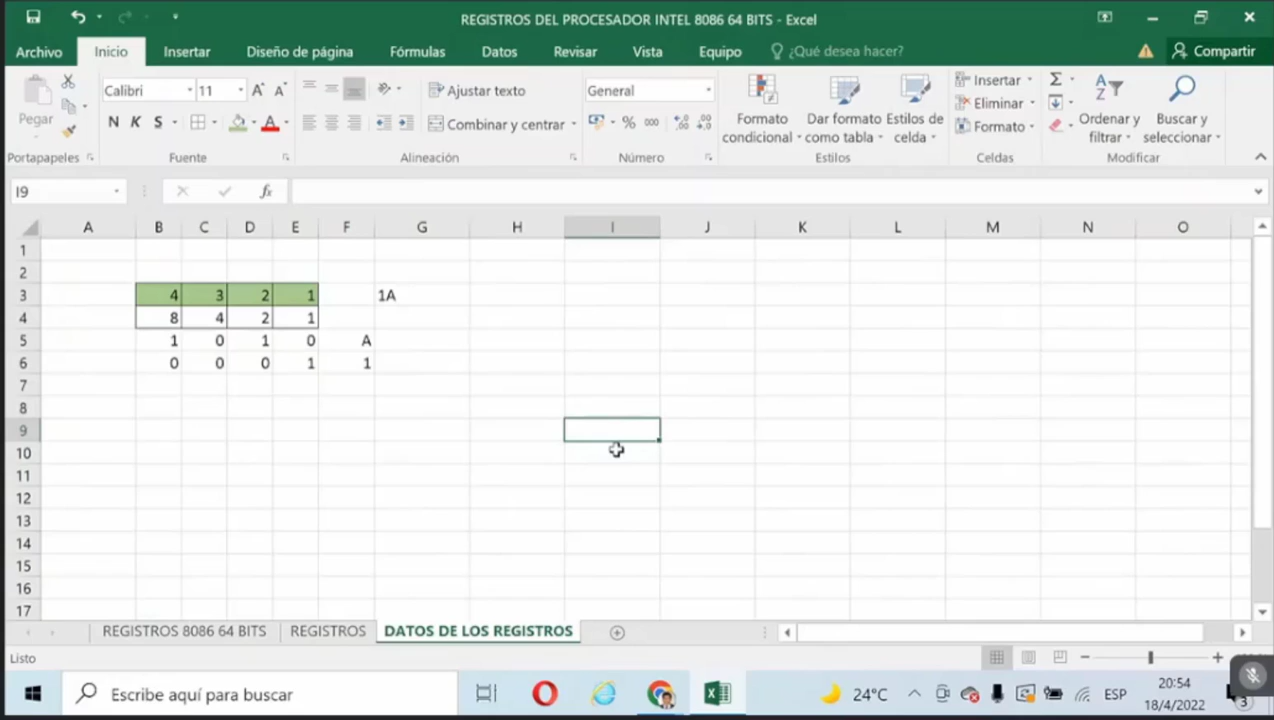 REGISTROS DEL PROCESADOR INTEL 8086 64 BITS - Excel
Archivo Inicio Insertar Diseño de página Fórmulas Datos Revisar Vista Equipo ¿Qué desea hacer? Compartir
Pegar
Calibri 11
N K S
Ajustar texto
Combinar y centrar
General
% 000
Formato condicional
Dar formato como tabla
Estilos de celda
Insertar
Eliminar
Formato
Ordenar y filtrar
Buscar y seleccionar
Portapapeles Fuente Alineación Número Estilos Celdas Modificar
I9 fx
A B C D E F G H I J K L M N O
1
2
3 4 3 2 1 1A
4 8 4 2 1
5 1 0 1 0 A
6 0 0 0 1 1
7
8
9
10
11
12
13
14
15
16
17
REGISTROS 8086 64 BITS REGISTROS DATOS DE LOS REGISTROS
Listo
Escribe aquí para buscar
24°C ESP 20:54
18/4/2022 3